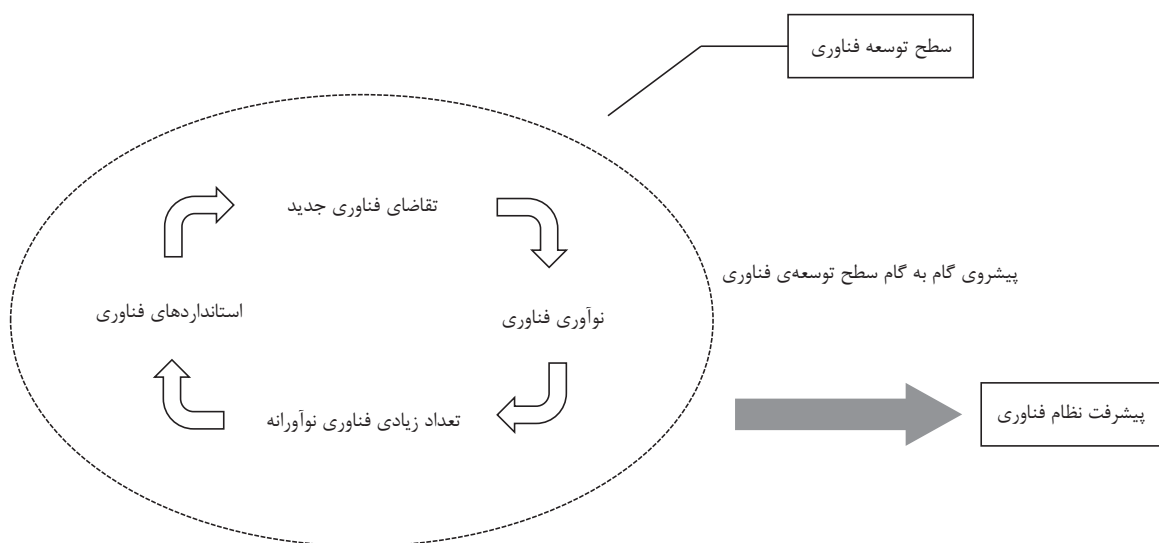 سطح توسعه فناوری
تقاضای فناوری جدید
پیشروی گام به گام سطح توسعه‌ی فناوری
استانداردهای فناوری
نوآوری فناوری
تعداد زیادی فناوری نوآورانه
پیشرفت نظام فناوری